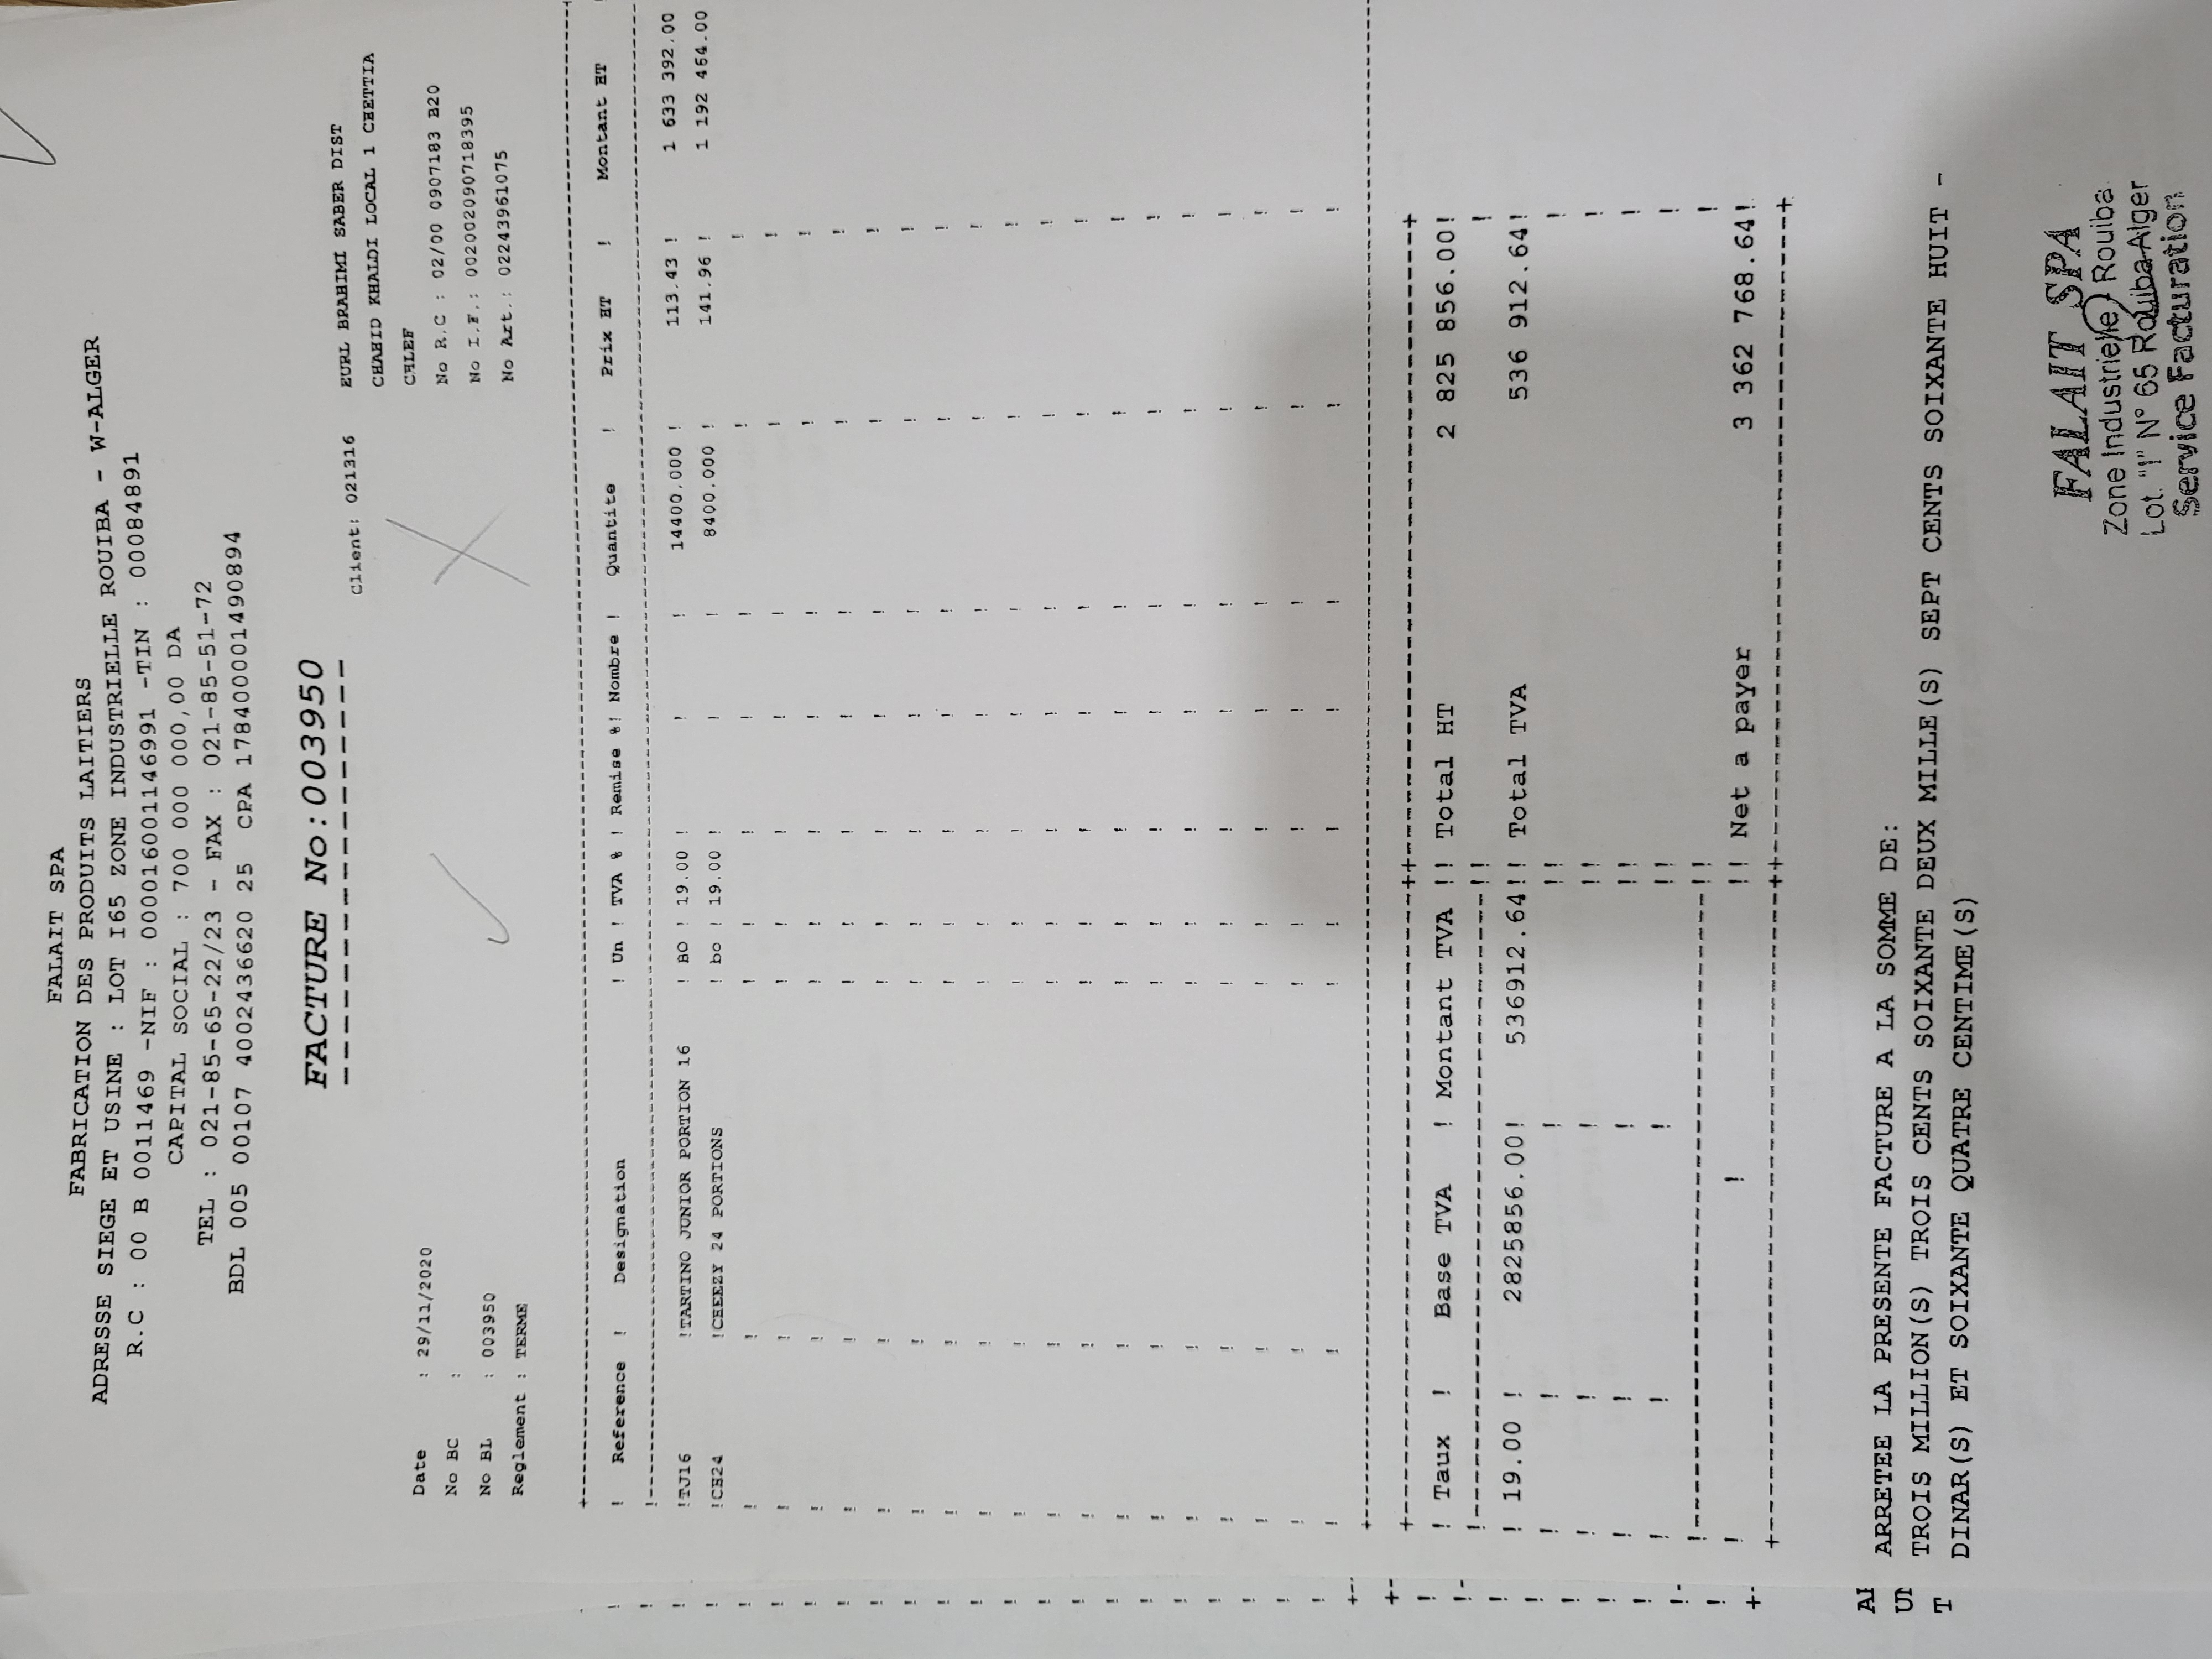 FALAIT SPA
FABRICATION DES PRODUITS LAITIERS
ADRESSE SIEGE ET USINE : LOT I65 ZONE INDUSTRIELLE ROUIBA - W-ALGER
R.C : 00 B 0011469 -NIF : 000016001146991 -TIN : 00084891
CAPITAL SOCIAL : 700 000 000,00 DA
TEL : 021-85-65-22/23 - FAX : 021-85-51-72
BDL 005 00107 4002436620 25 CPA 178400001490894
FACTURE No:003950
Client: 021316 EURL BRAHIMI SABER DIST
CHAHID KHALDI LOCAL 1 CHETTIA
CHLEF
No R.C : 02/00 0907183 B20
No I.F.: 002002090718395
No Art.: 02243961075
Date : 29/11/2020
No BC :
No BL : 003950
Reglement : TERME
! Reference ! Designation ! Un ! TVA % ! Remise %! Nombre ! Quantite ! Prix HT ! Montant HT
!TJ16 !TARTINO JUNIOR PORTION 16 ! BO ! 19.00 ! ! ! 14400.000 ! 113.43 ! 1 633 392.00
!CH24 !CHEEZY 24 PORTIONS ! bo ! 19.00 ! ! ! 8400.000 ! 141.96 ! 1 192 464.00
! Taux ! Base TVA ! Montant TVA !! Total HT 2 825 856.00!
! 19.00 ! 2825856.00! 536912.64!! Total TVA 536 912.64!
!! Net a payer 3 362 768.64!
ARRETEE LA PRESENTE FACTURE A LA SOMME DE:
TROIS MILLION(S) TROIS CENTS SOIXANTE DEUX MILLE(S) SEPT CENTS SOIXANTE HUIT -
DINAR(S) ET SOIXANTE QUATRE CENTIME(S)
FALAIT SPA
Zone Industrielle Rouiba
Lot. "I" N° 65 Rouiba-Alger
Service Facturation